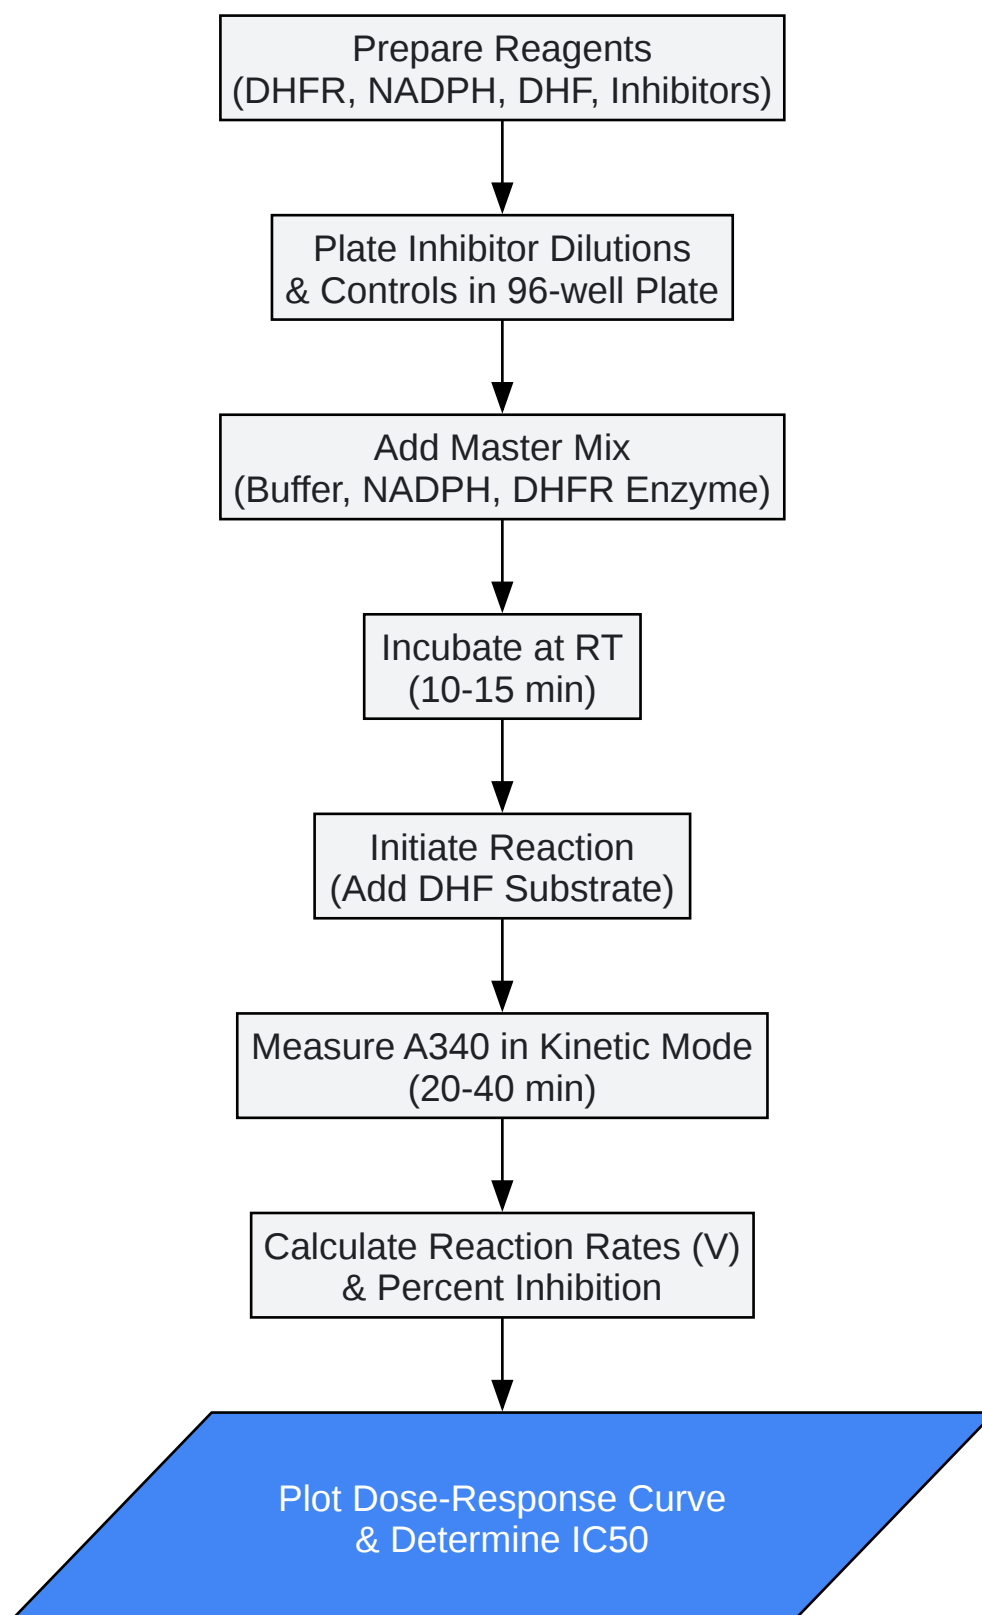 Prepare Reagents
(DHFR, NADPH, DHF, Inhibitors)
Plate Inhibitor Dilutions
& Controls in 96-well Plate
Add Master Mix
(Buffer, NADPH, DHFR Enzyme)
Incubate at RT
(10-15 min)
Initiate Reaction
(Add DHF Substrate)
Measure A340 in Kinetic Mode
(20-40 min)
Calculate Reaction Rates (V)
& Percent Inhibition
Plot Dose-Response Curve
& Determine IC50